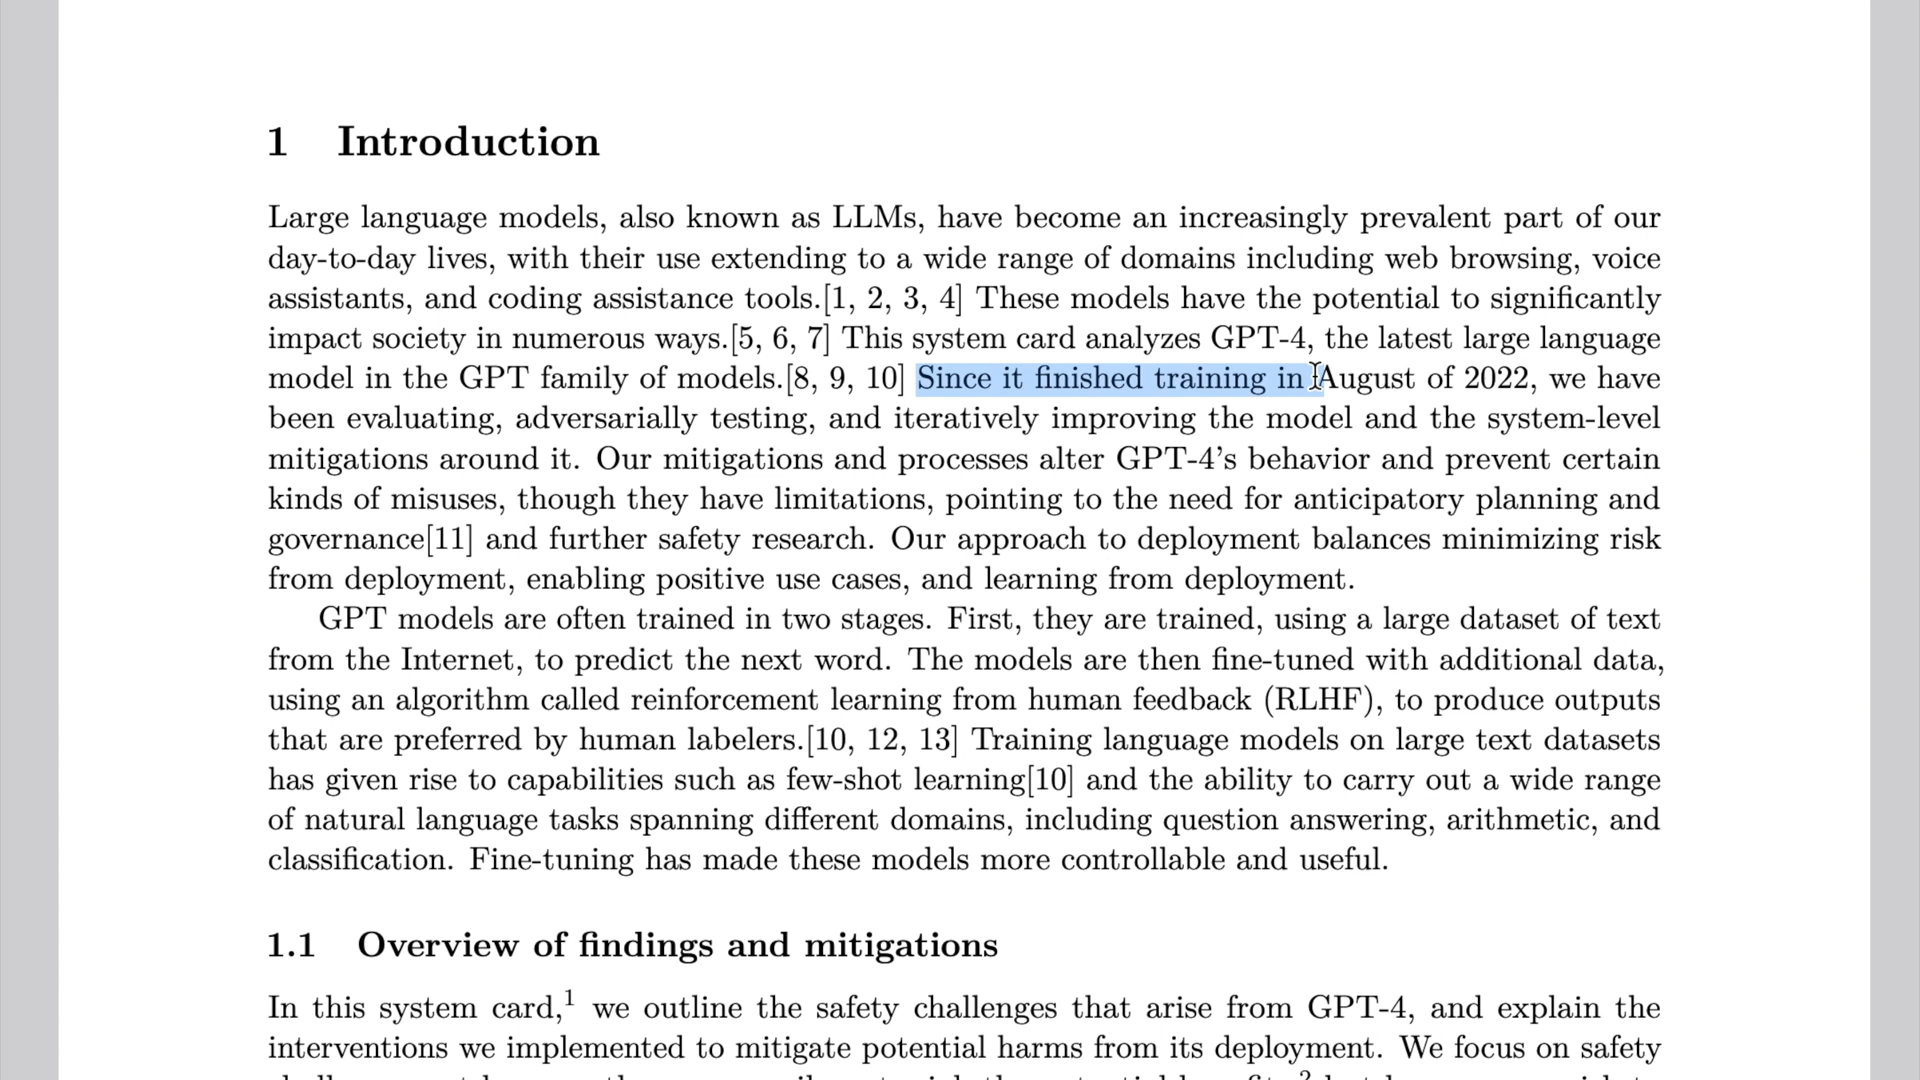 1 Introduction
Large language models, also known as LLMs, have become an increasingly prevalent part of our
day-to-day lives, with their use extending to a wide range of domains including web browsing, voice
assistants, and coding assistance tools.[1, 2, 3, 4] These models have the potential to significantly
impact society in numerous ways.[5, 6, 7] This system card analyzes GPT-4, the latest large language
model in the GPT family of models.[8, 9, 10] Since it finished training in August of 2022, we have
been evaluating, adversarially testing, and iteratively improving the model and the system-level
mitigations around it. Our mitigations and processes alter GPT-4’s behavior and prevent certain
kinds of misuses, though they have limitations, pointing to the need for anticipatory planning and
governance[11] and further safety research. Our approach to deployment balances minimizing risk
from deployment, enabling positive use cases, and learning from deployment.
GPT models are often trained in two stages. First, they are trained, using a large dataset of text
from the Internet, to predict the next word. The models are then fine-tuned with additional data,
using an algorithm called reinforcement learning from human feedback (RLHF), to produce outputs
that are preferred by human labelers.[10, 12, 13] Training language models on large text datasets
has given rise to capabilities such as few-shot learning[10] and the ability to carry out a wide range
of natural language tasks spanning different domains, including question answering, arithmetic, and
classification. Fine-tuning has made these models more controllable and useful.
1.1 Overview of findings and mitigations
In this system card,1 we outline the safety challenges that arise from GPT-4, and explain the
interventions we implemented to mitigate potential harms from its deployment. We focus on safety